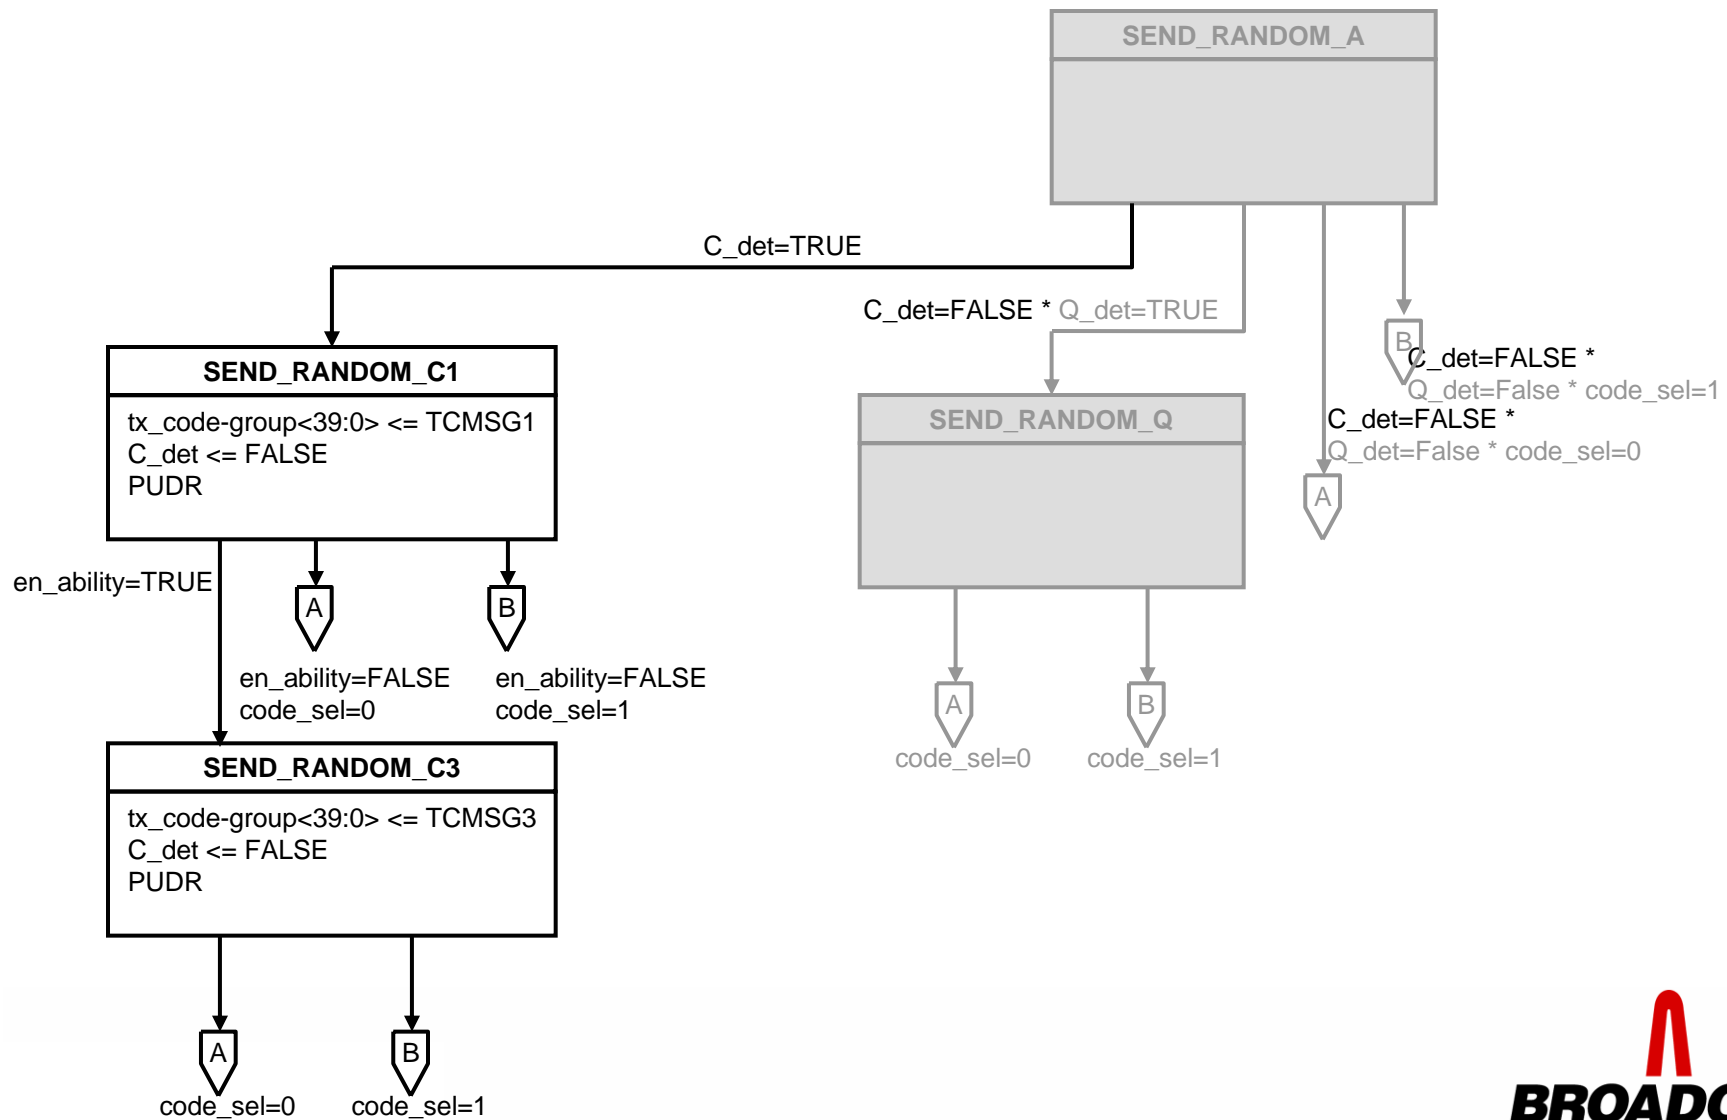 SEND_RANDOM_A
C_det=TRUE
C_det=FALSE * Q_det=TRUE
B
C_det=FALSE *
Q_det=False * code_sel=1
C_det=FALSE *
Q_det=False * code_sel=0
A
SEND_RANDOM_C1
tx_code-group<39:0> <= TCMSG1
C_det <= FALSE
PUDR
SEND_RANDOM_Q
en_ability=TRUE
A
B
en_ability=FALSE
code_sel=0
en_ability=FALSE
code_sel=1
A
B
code_sel=0
code_sel=1
SEND_RANDOM_C3
tx_code-group<39:0> <= TCMSG3
C_det <= FALSE
PUDR
A
B
code_sel=0
code_sel=1